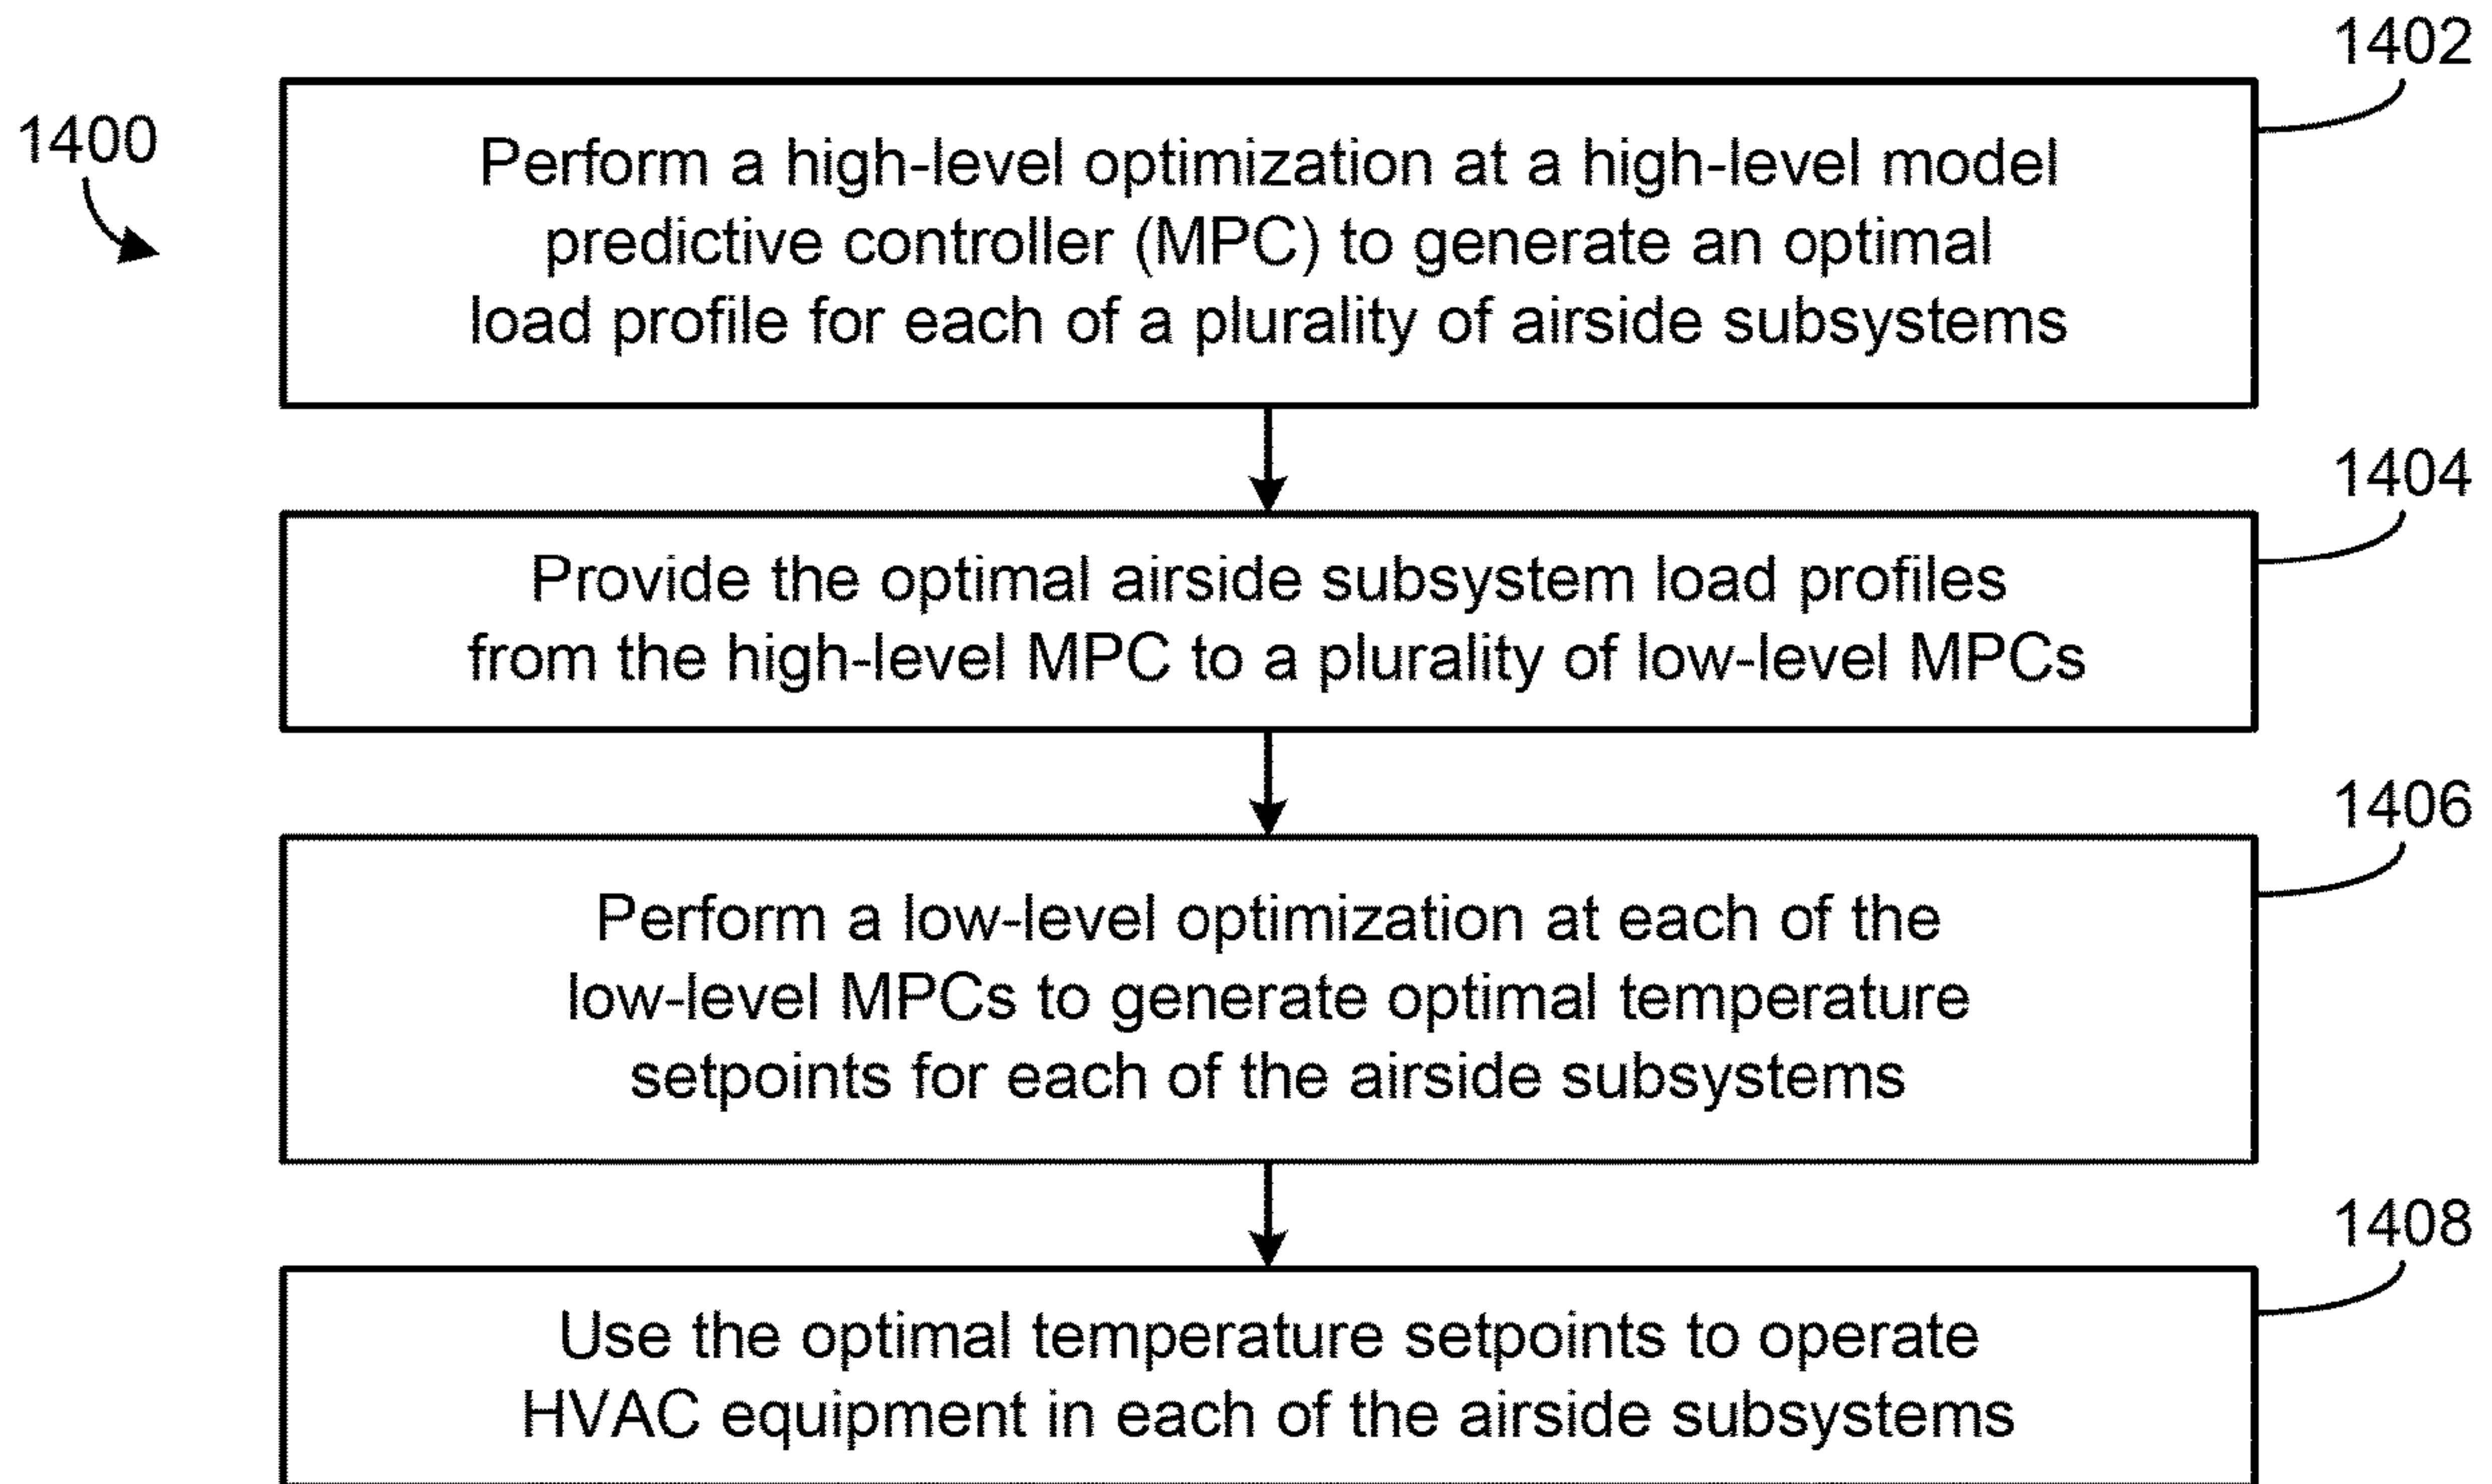 1400
1402
Perform a high-level optimization at a high-level model
predictive controller (MPC) to generate an optimal
load profile for each of a plurality of airside subsystems
1404
Provide the optimal airside subsystem load profiles
from the high-level MPC to a plurality of low-level MPCs
1406
Perform a low-level optimization at each of the
low-level MPCs to generate optimal temperature
setpoints for each of the airside subsystems
1408
Use the optimal temperature setpoints to operate
HVAC equipment in each of the airside subsystems